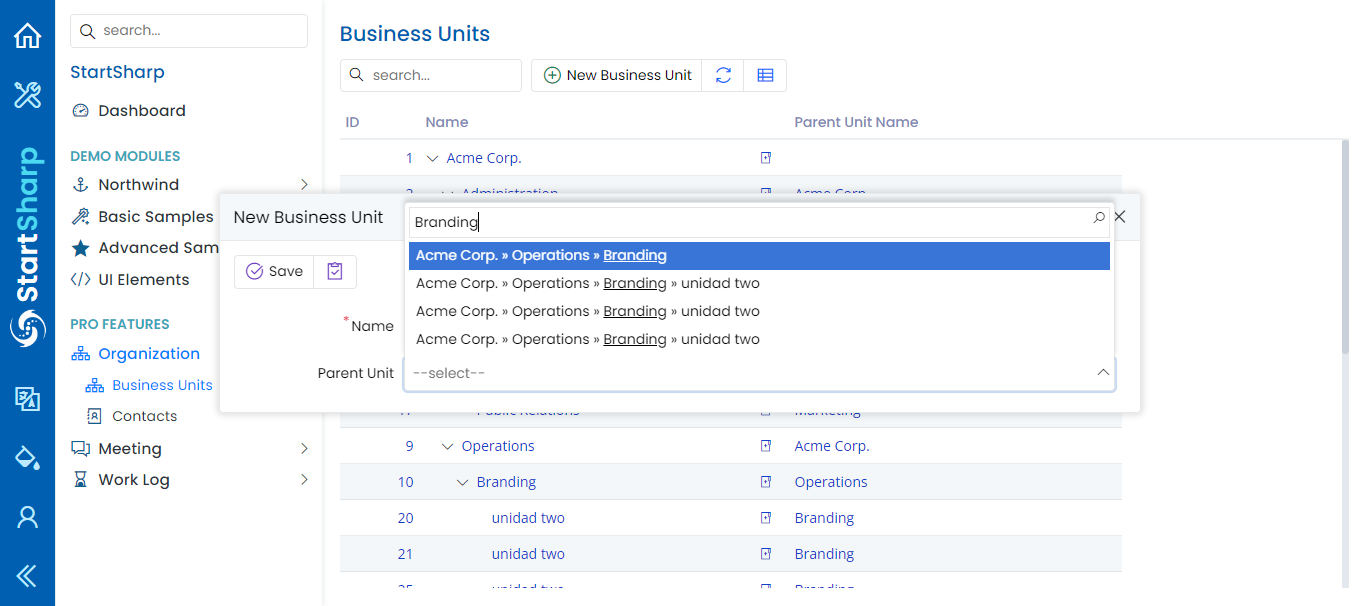 StartSharp
search...
StartSharp
Dashboard
DEMO MODULES
Northwind
Basic Samples
Advanced Sam
UI Elements
PRO FEATURES
Organization
Business Units
Contacts
Meeting
Work Log
Business Units
search...
New Business Unit
ID Name Parent Unit Name
1 Acme Corp.
2 Administration Acme Corp.
New Business Unit
Branding
Acme Corp. » Operations » Branding
Acme Corp. » Operations » Branding » unidad two
Acme Corp. » Operations » Branding » unidad two
Acme Corp. » Operations » Branding » unidad two
Save
*Name
Parent Unit --select--
17 Public Relations Marketing
9 Operations Acme Corp.
10 Branding Operations
20 unidad two Branding
21 unidad two Branding
unidad two Branding